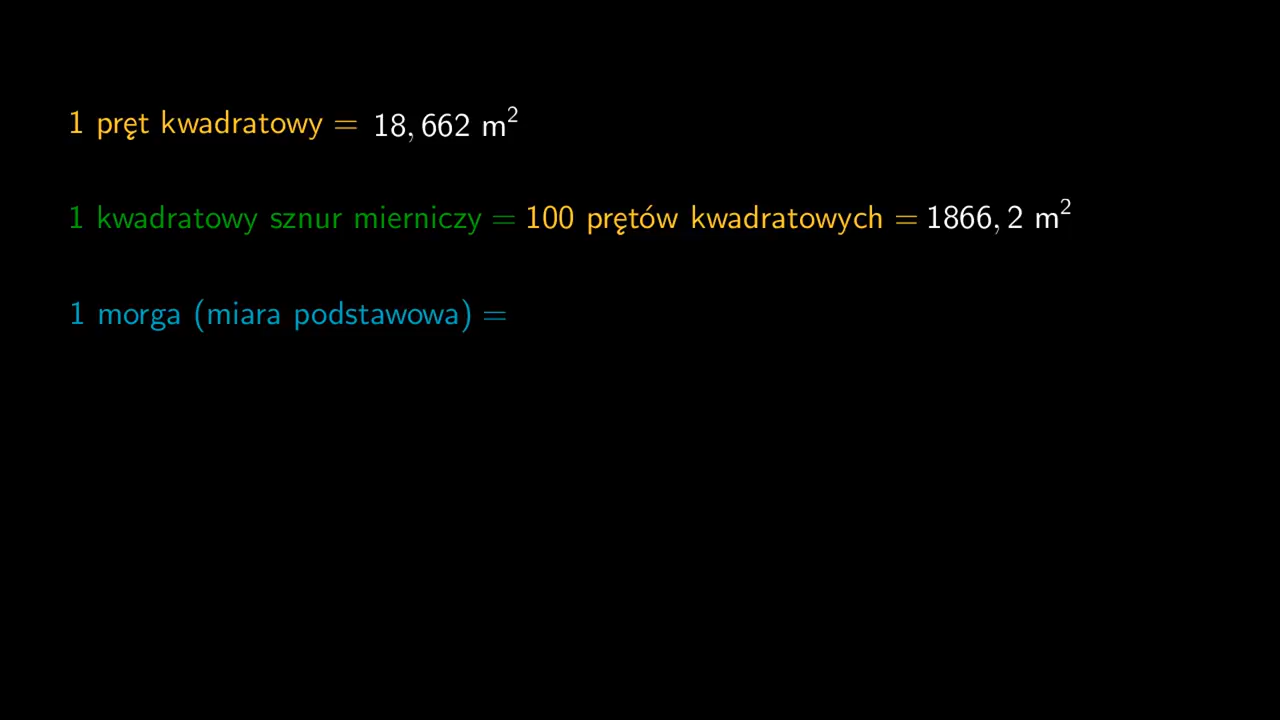 1 pręt kwadratowy = 18,662 m²
1 kwadratowy sznur mierniczy = 100 prętów kwadratowych = 1866,2 m²
1 morga (miara podstawowa) =